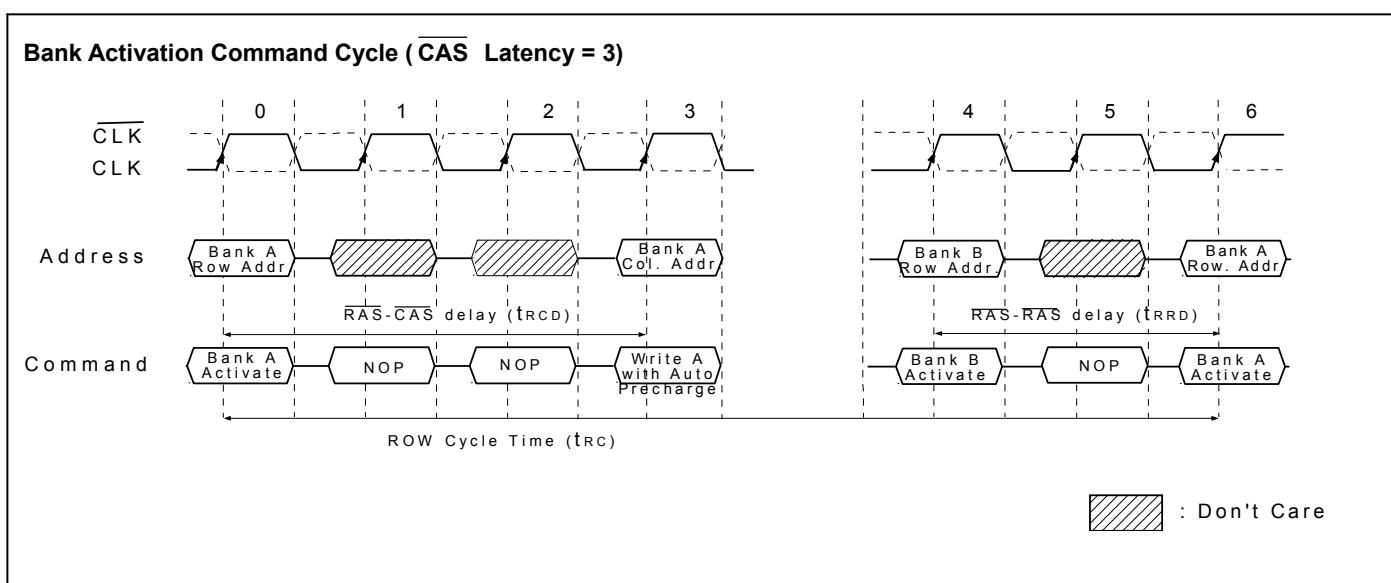 Bank Activation Command Cycle ( CAS Latency = 3)
0 1 2 3 4 5 6
CLK
CLK
Address
Bank A
Row Addr
Bank A
Col. Addr
Bank B
Row Addr.
Bank A
Row. Addr
RAS-CAS delay (tRCD)
RAS-RAS delay (tRRD)
Command
Bank A
Activate
NOP
NOP
Write A
with Auto
Precharge
Bank B
Activate
NOP
Bank A
Activate
ROW Cycle Time (tRC)
: Don't Care